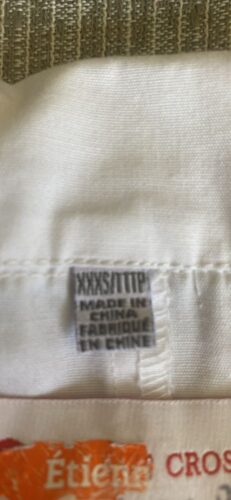 XXXS/TTTP
MADE IN
CHINA
FABRIQUÉ
EN CHINE
Étienn CROS